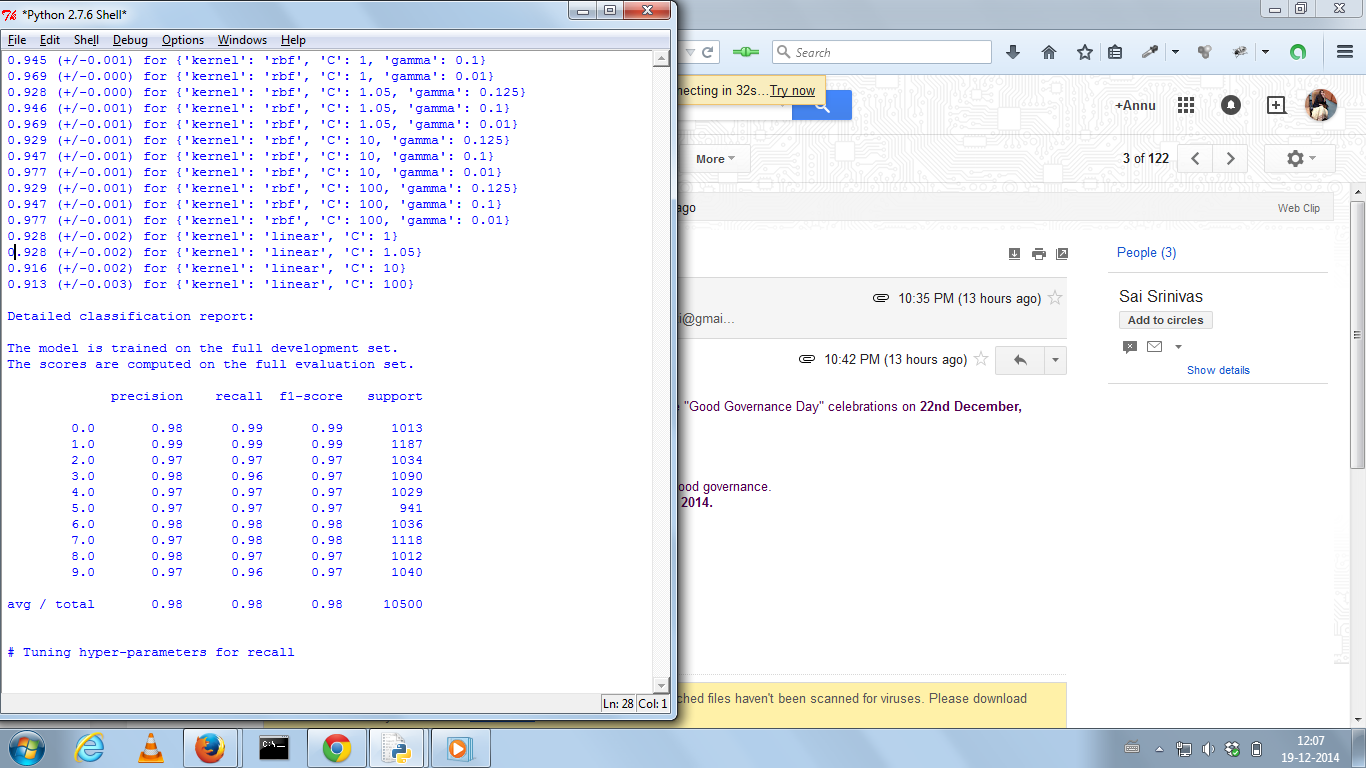 *Python 2.7.6 Shell*
File Edit Shell Debug Options Windows Help
0.945 (+/-0.001) for {'kernel': 'rbf', 'C': 1, 'gamma': 0.1}
0.969 (+/-0.000) for {'kernel': 'rbf', 'C': 1, 'gamma': 0.01}
0.928 (+/-0.000) for {'kernel': 'rbf', 'C': 1.05, 'gamma': 0.125}
0.946 (+/-0.001) for {'kernel': 'rbf', 'C': 1.05, 'gamma': 0.1}
0.969 (+/-0.001) for {'kernel': 'rbf', 'C': 1.05, 'gamma': 0.01}
0.929 (+/-0.001) for {'kernel': 'rbf', 'C': 10, 'gamma': 0.125}
0.947 (+/-0.001) for {'kernel': 'rbf', 'C': 10, 'gamma': 0.1}
0.977 (+/-0.001) for {'kernel': 'rbf', 'C': 10, 'gamma': 0.01}
0.929 (+/-0.001) for {'kernel': 'rbf', 'C': 100, 'gamma': 0.125}
0.947 (+/-0.001) for {'kernel': 'rbf', 'C': 100, 'gamma': 0.1}
0.977 (+/-0.001) for {'kernel': 'rbf', 'C': 100, 'gamma': 0.01}
0.928 (+/-0.002) for {'kernel': 'linear', 'C': 1}
0.928 (+/-0.002) for {'kernel': 'linear', 'C': 1.05}
0.916 (+/-0.002) for {'kernel': 'linear', 'C': 10}
0.913 (+/-0.003) for {'kernel': 'linear', 'C': 100}
Detailed classification report:
The model is trained on the full development set.
The scores are computed on the full evaluation set.
precision recall f1-score support
0.0 0.98 0.99 0.99 1013
1.0 0.99 0.99 0.99 1187
2.0 0.97 0.97 0.97 1034
3.0 0.98 0.96 0.97 1090
4.0 0.97 0.97 0.97 1029
5.0 0.97 0.97 0.97 941
6.0 0.98 0.98 0.98 1036
7.0 0.97 0.98 0.98 1118
8.0 0.98 0.97 0.97 1012
9.0 0.97 0.96 0.97 1040
avg / total 0.98 0.98 0.98 10500
# Tuning hyper-parameters for recall
Ln: 28 Col: 1
Search
necting in 32s... Try now
+Annu
More
3 of 122
ago
Web Clip
10:35 PM (13 hours ago)
i@gmai...
10:42 PM (13 hours ago)
"Good Governance Day" celebrations on 22nd December,
ood governance.
2014.
ched files haven't been scanned for viruses. Please download
People (3)
Sai Srinivas
Add to circles
Show details
12:07
19-12-2014